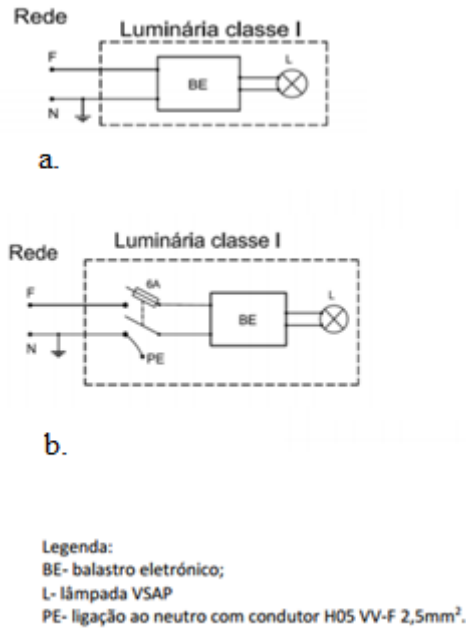 Rede
Luminária classe I
F
L
BE
N
a.
Luminária classe I
Rede
6A
F
L
BE
N
PE
b.
Legenda:
BE- balastro eletrónico;
L- lâmpada VSAP
PE- ligação ao neutro com condutor H05 VV-F 2,5mm².